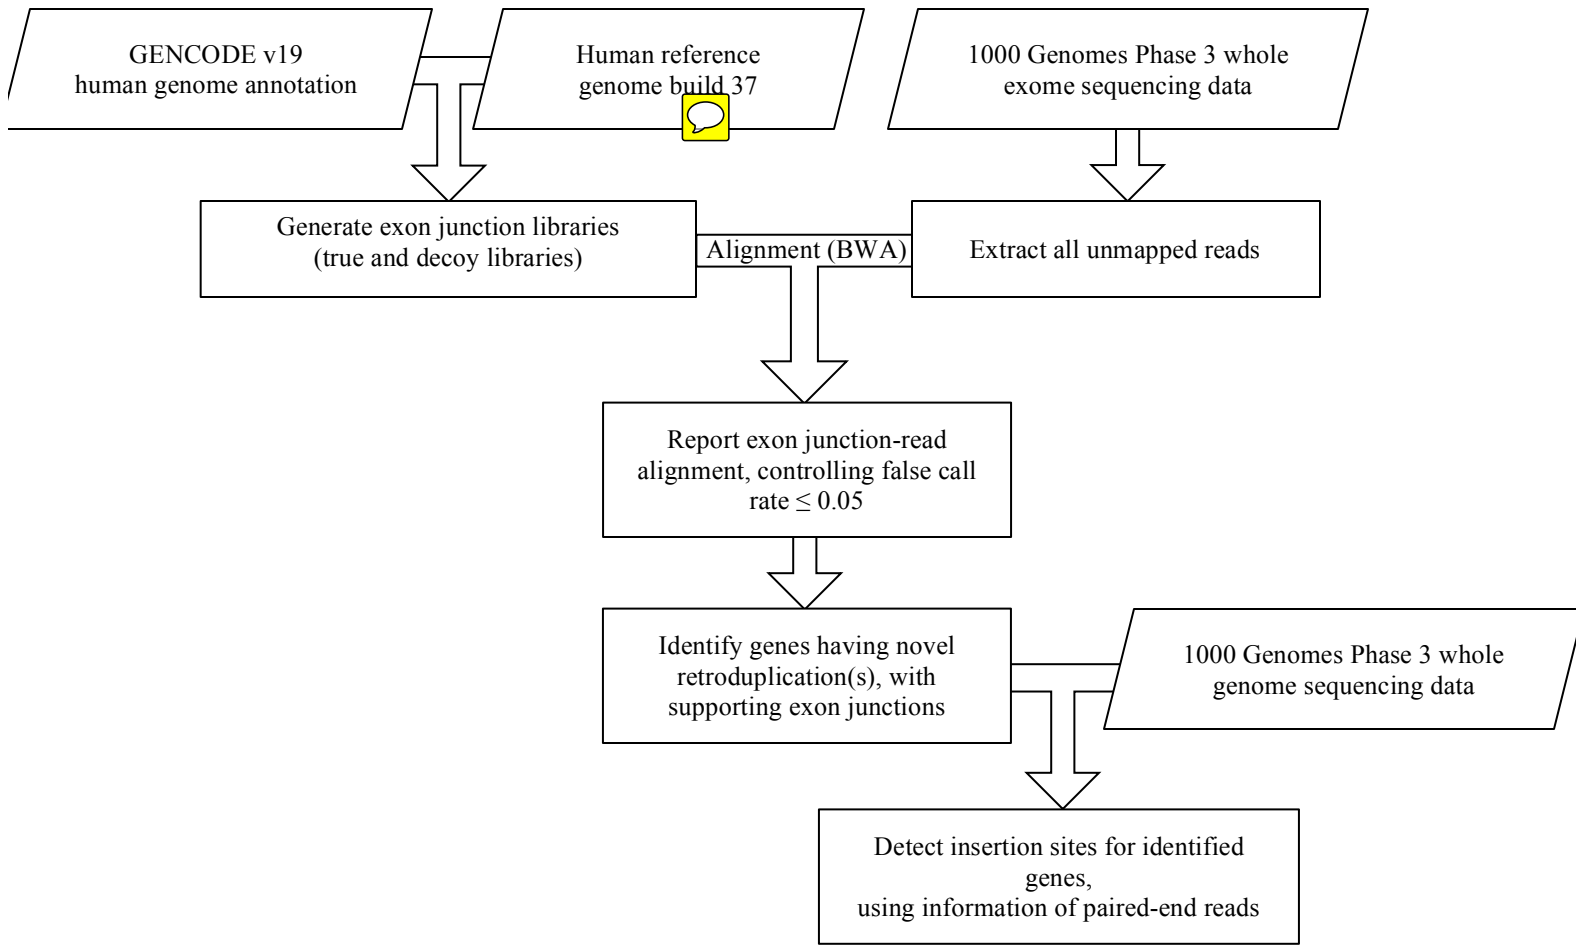 GENCODE v19
human genome annotation
Human reference
genome build 37
1000 Genomes Phase 3 whole
exome sequencing data
Generate exon junction libraries
(true and decoy libraries)
Alignment (BWA)
Extract all unmapped reads
Report exon junction-read
alignment, controlling false call
rate ≤ 0.05
Identify genes having novel
retroduplication(s), with
supporting exon junctions
1000 Genomes Phase 3 whole
genome sequencing data
Detect insertion sites for identified
genes,
using information of paired-end reads